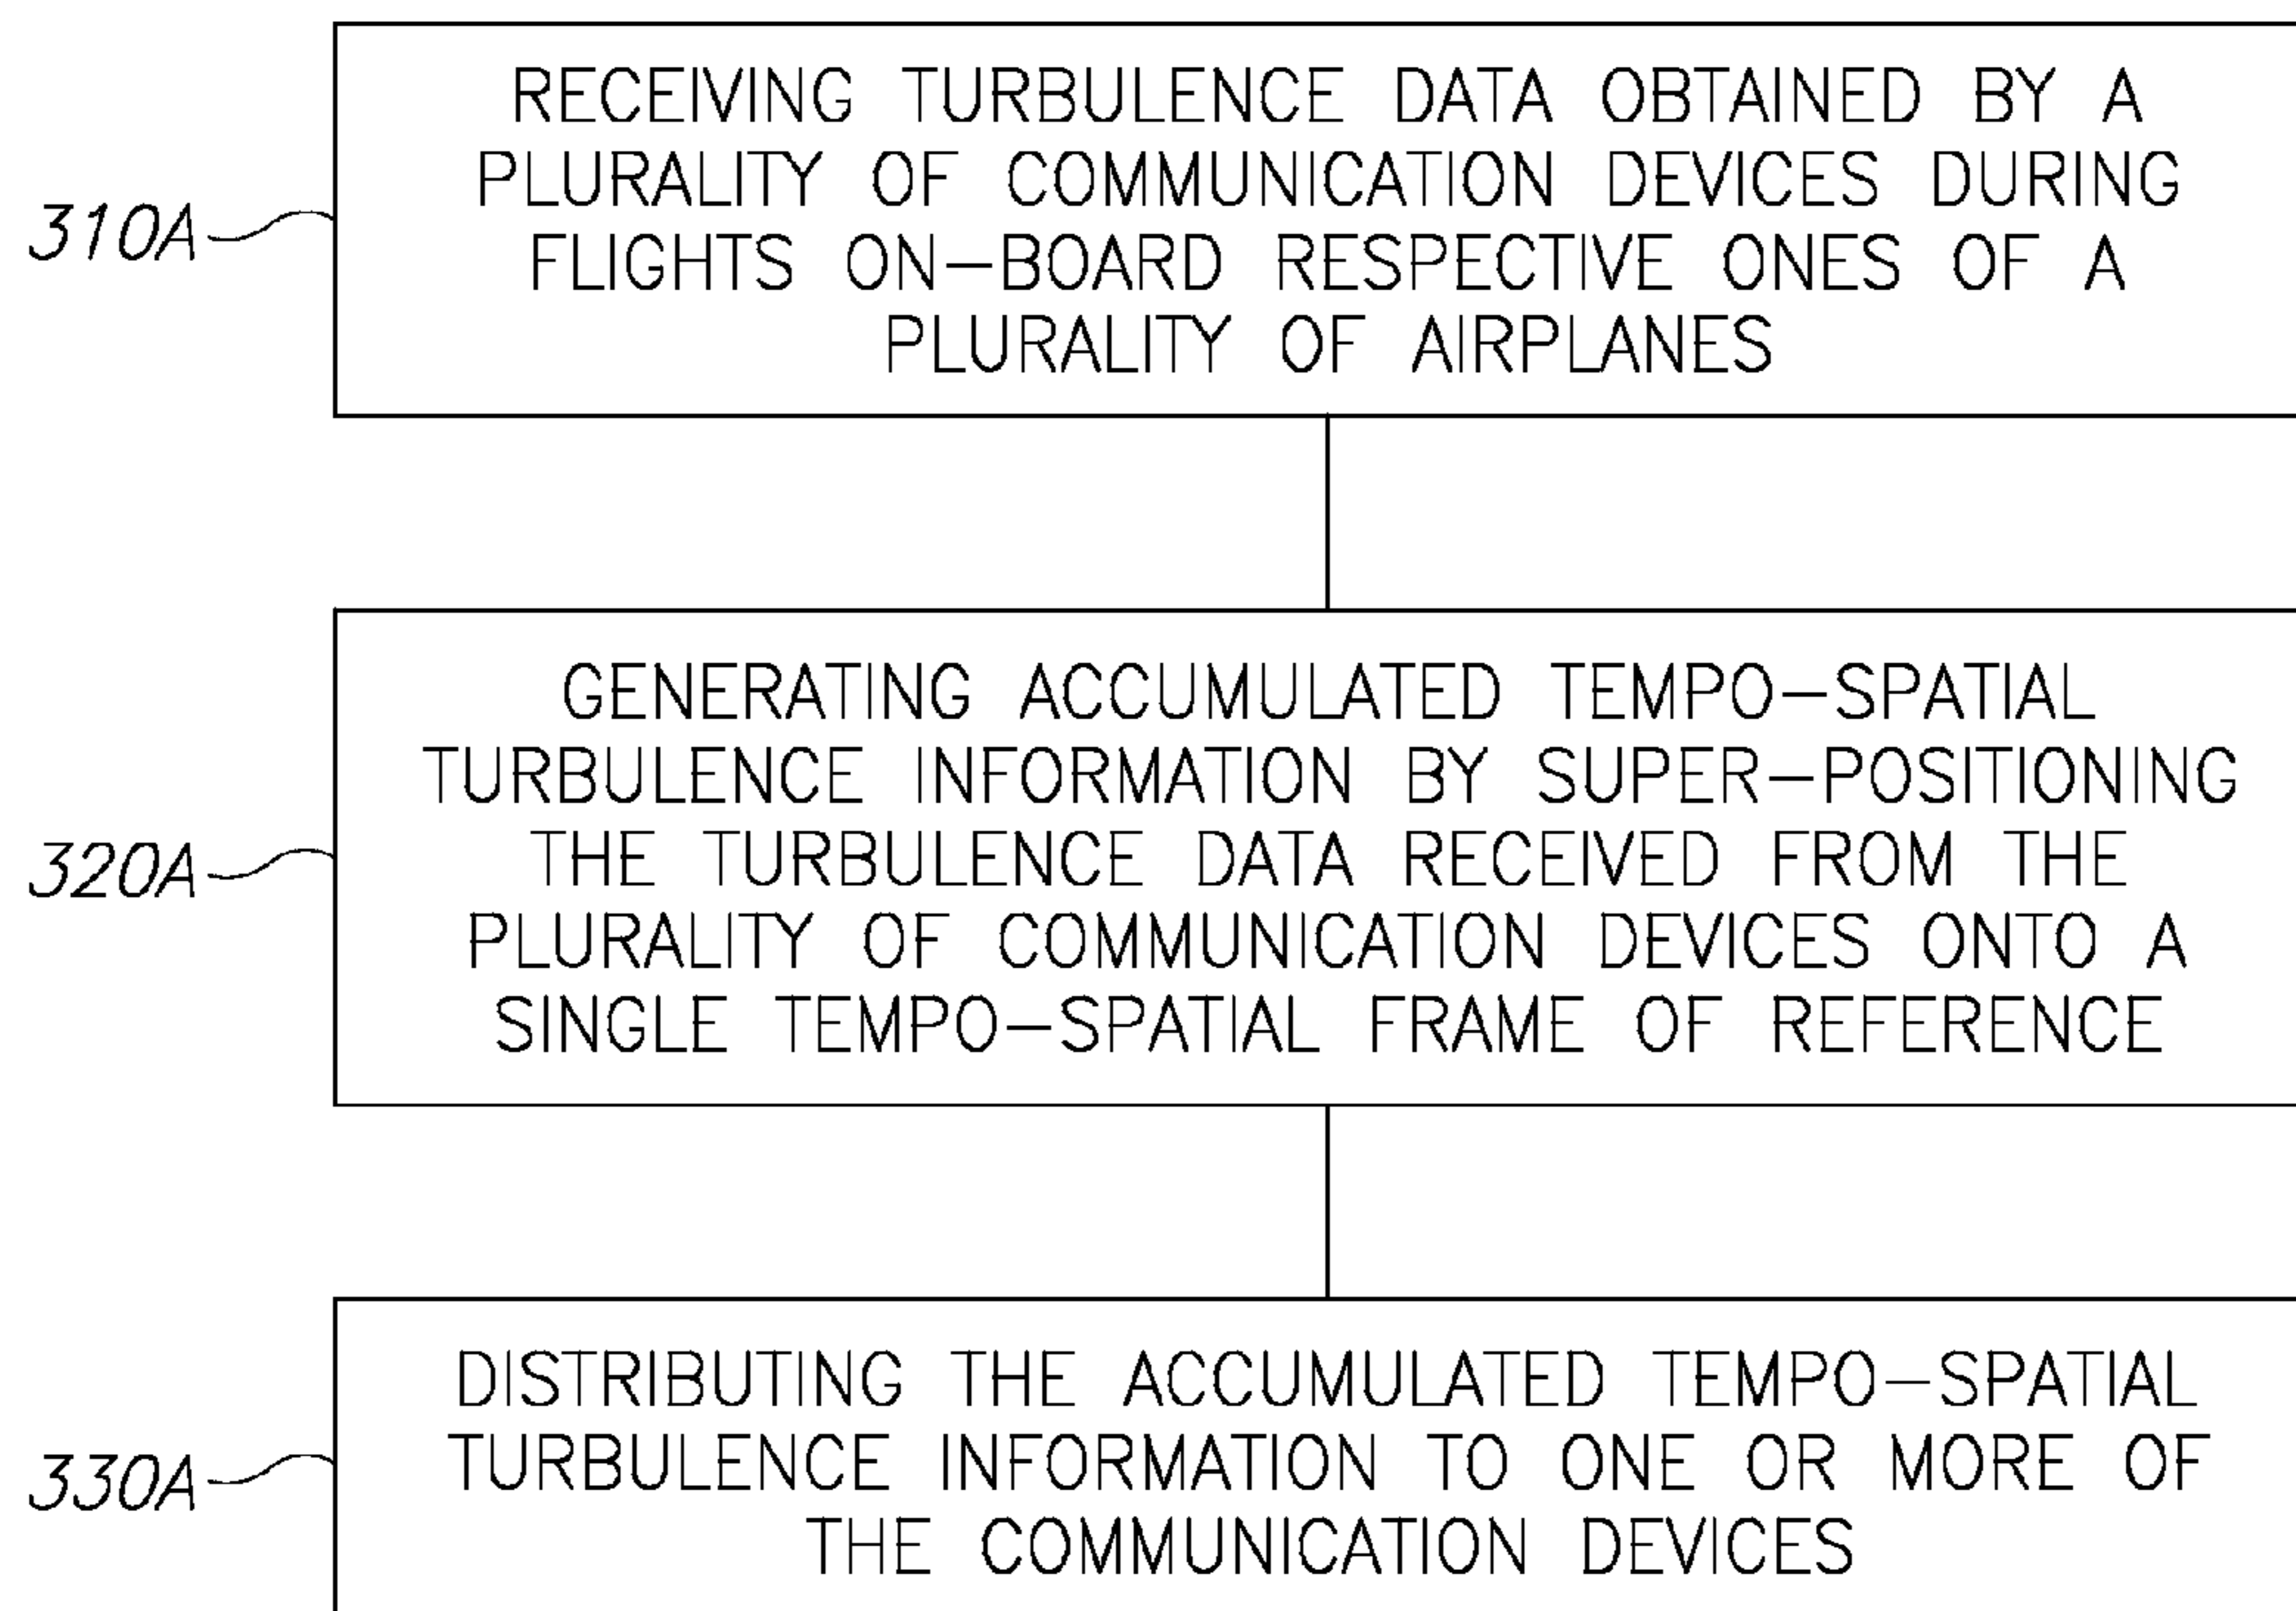 RECEIVING TURBULENCE DATA OBTAINED BY A
PLURALITY OF COMMUNICATION DEVICES DURING
310A
FLIGHTS ON-BOARD RESPECTIVE ONES OF A
PLURALITY OF AIRPLANES
GENERATING ACCUMULATED TEMPO-SPATIAL
TURBULENCE INFORMATION BY SUPER-POSITIONING
320A
THE TURBULENCE DATA RECEIVED FROM THE
PLURALITY OF COMMUNICATION DEVICES ONTO A
SINGLE TEMPO-SPATIAL FRAME OF REFERENCE
DISTRIBUTING THE ACCUMULATED TEMPO-SPATIAL
330A
TURBULENCE INFORMATION TO ONE OR MORE OF
THE COMMUNICATION DEVICES